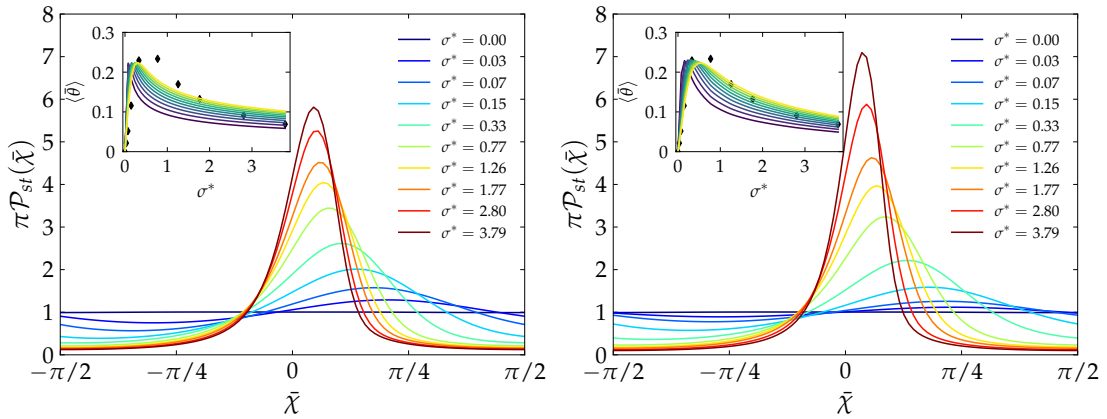 8
7
6
5
4
3
2
1
0
πP_st(χ̄)
−π/2
−π/4
0
π/4
π/2
χ̄
0.3
0.2
0.1
0
⟨θ̄⟩
0
1
2
3
σ*
σ* = 0.00
σ* = 0.03
σ* = 0.07
σ* = 0.15
σ* = 0.33
σ* = 0.77
σ* = 1.26
σ* = 1.77
σ* = 2.80
σ* = 3.79
8
7
6
5
4
3
2
1
0
πP_st(χ̄)
−π/2
−π/4
0
π/4
π/2
χ̄
0.3
0.2
0.1
0
⟨θ̄⟩
0
1
2
3
σ*
σ* = 0.00
σ* = 0.03
σ* = 0.07
σ* = 0.15
σ* = 0.33
σ* = 0.77
σ* = 1.26
σ* = 1.77
σ* = 2.80
σ* = 3.79